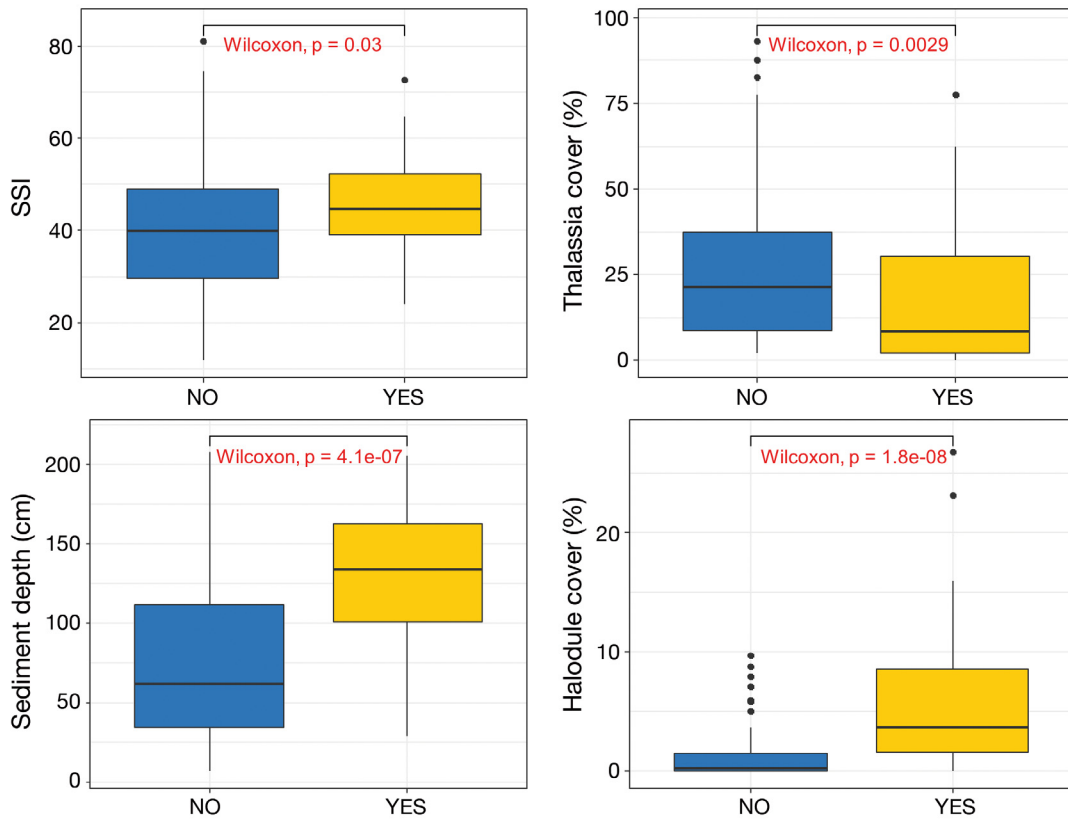 Wilcoxon, p = 0.03
SSI
80
60
40
20
NO YES
Wilcoxon, p = 0.0029
Thalassia cover (%)
100
75
50
25
0
NO YES
Wilcoxon, p = 4.1e-07
Sediment depth (cm)
200
150
100
50
0
NO YES
Wilcoxon, p = 1.8e-08
Halodule cover (%)
20
10
0
NO YES